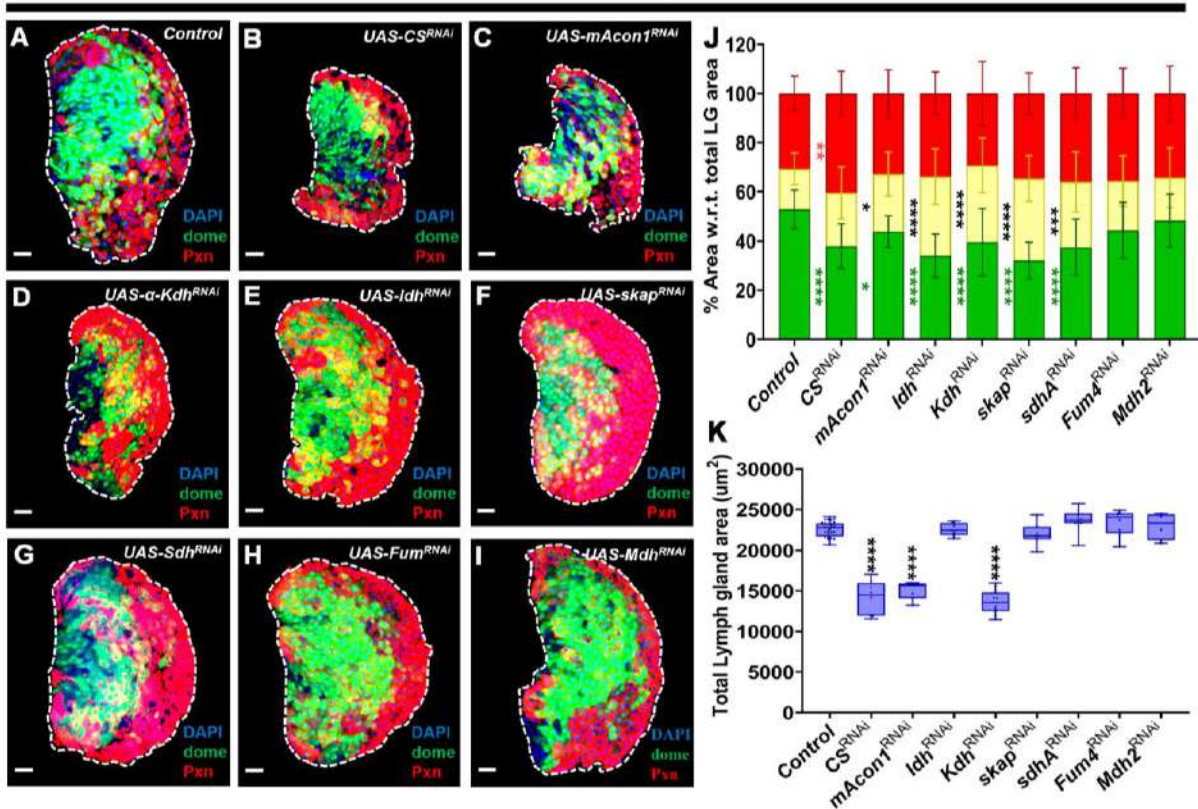 A Control
DAPI
dome
Pxn
B UAS-CS^RNAi
DAPI
dome
Pxn
C UAS-mAcon1^RNAi
DAPI
dome
Pxn
D UAS-α-Kdh^RNAi
DAPI
dome
Pxn
E UAS-Idh^RNAi
DAPI
dome
Pxn
F UAS-skap^RNAi
DAPI
dome
Pxn
G UAS-Sdh^RNAi
DAPI
dome
Pxn
H UAS-Fum^RNAi
DAPI
dome
Pxn
I UAS-Mdh^RNAi
DAPI
dome
Pxn
J
% Area w.r.t. total LG area
120
100
80
60
40
20
0
**
****
*
*
****
****
****
****
****
****
***
****
Control
CS^RNAi
mAcon1^RNAi
Idh^RNAi
Kdh^RNAi
skap^RNAi
sdhA^RNAi
Fum4^RNAi
Mdh2^RNAi
K
Total Lymph gland area (um²)
30000
25000
20000
15000
10000
5000
0
****
****
****
Control
CS^RNAi
mAcon1^RNAi
Idh^RNAi
Kdh^RNAi
skap^RNAi
sdhA^RNAi
Fum4^RNAi
Mdh2^RNAi